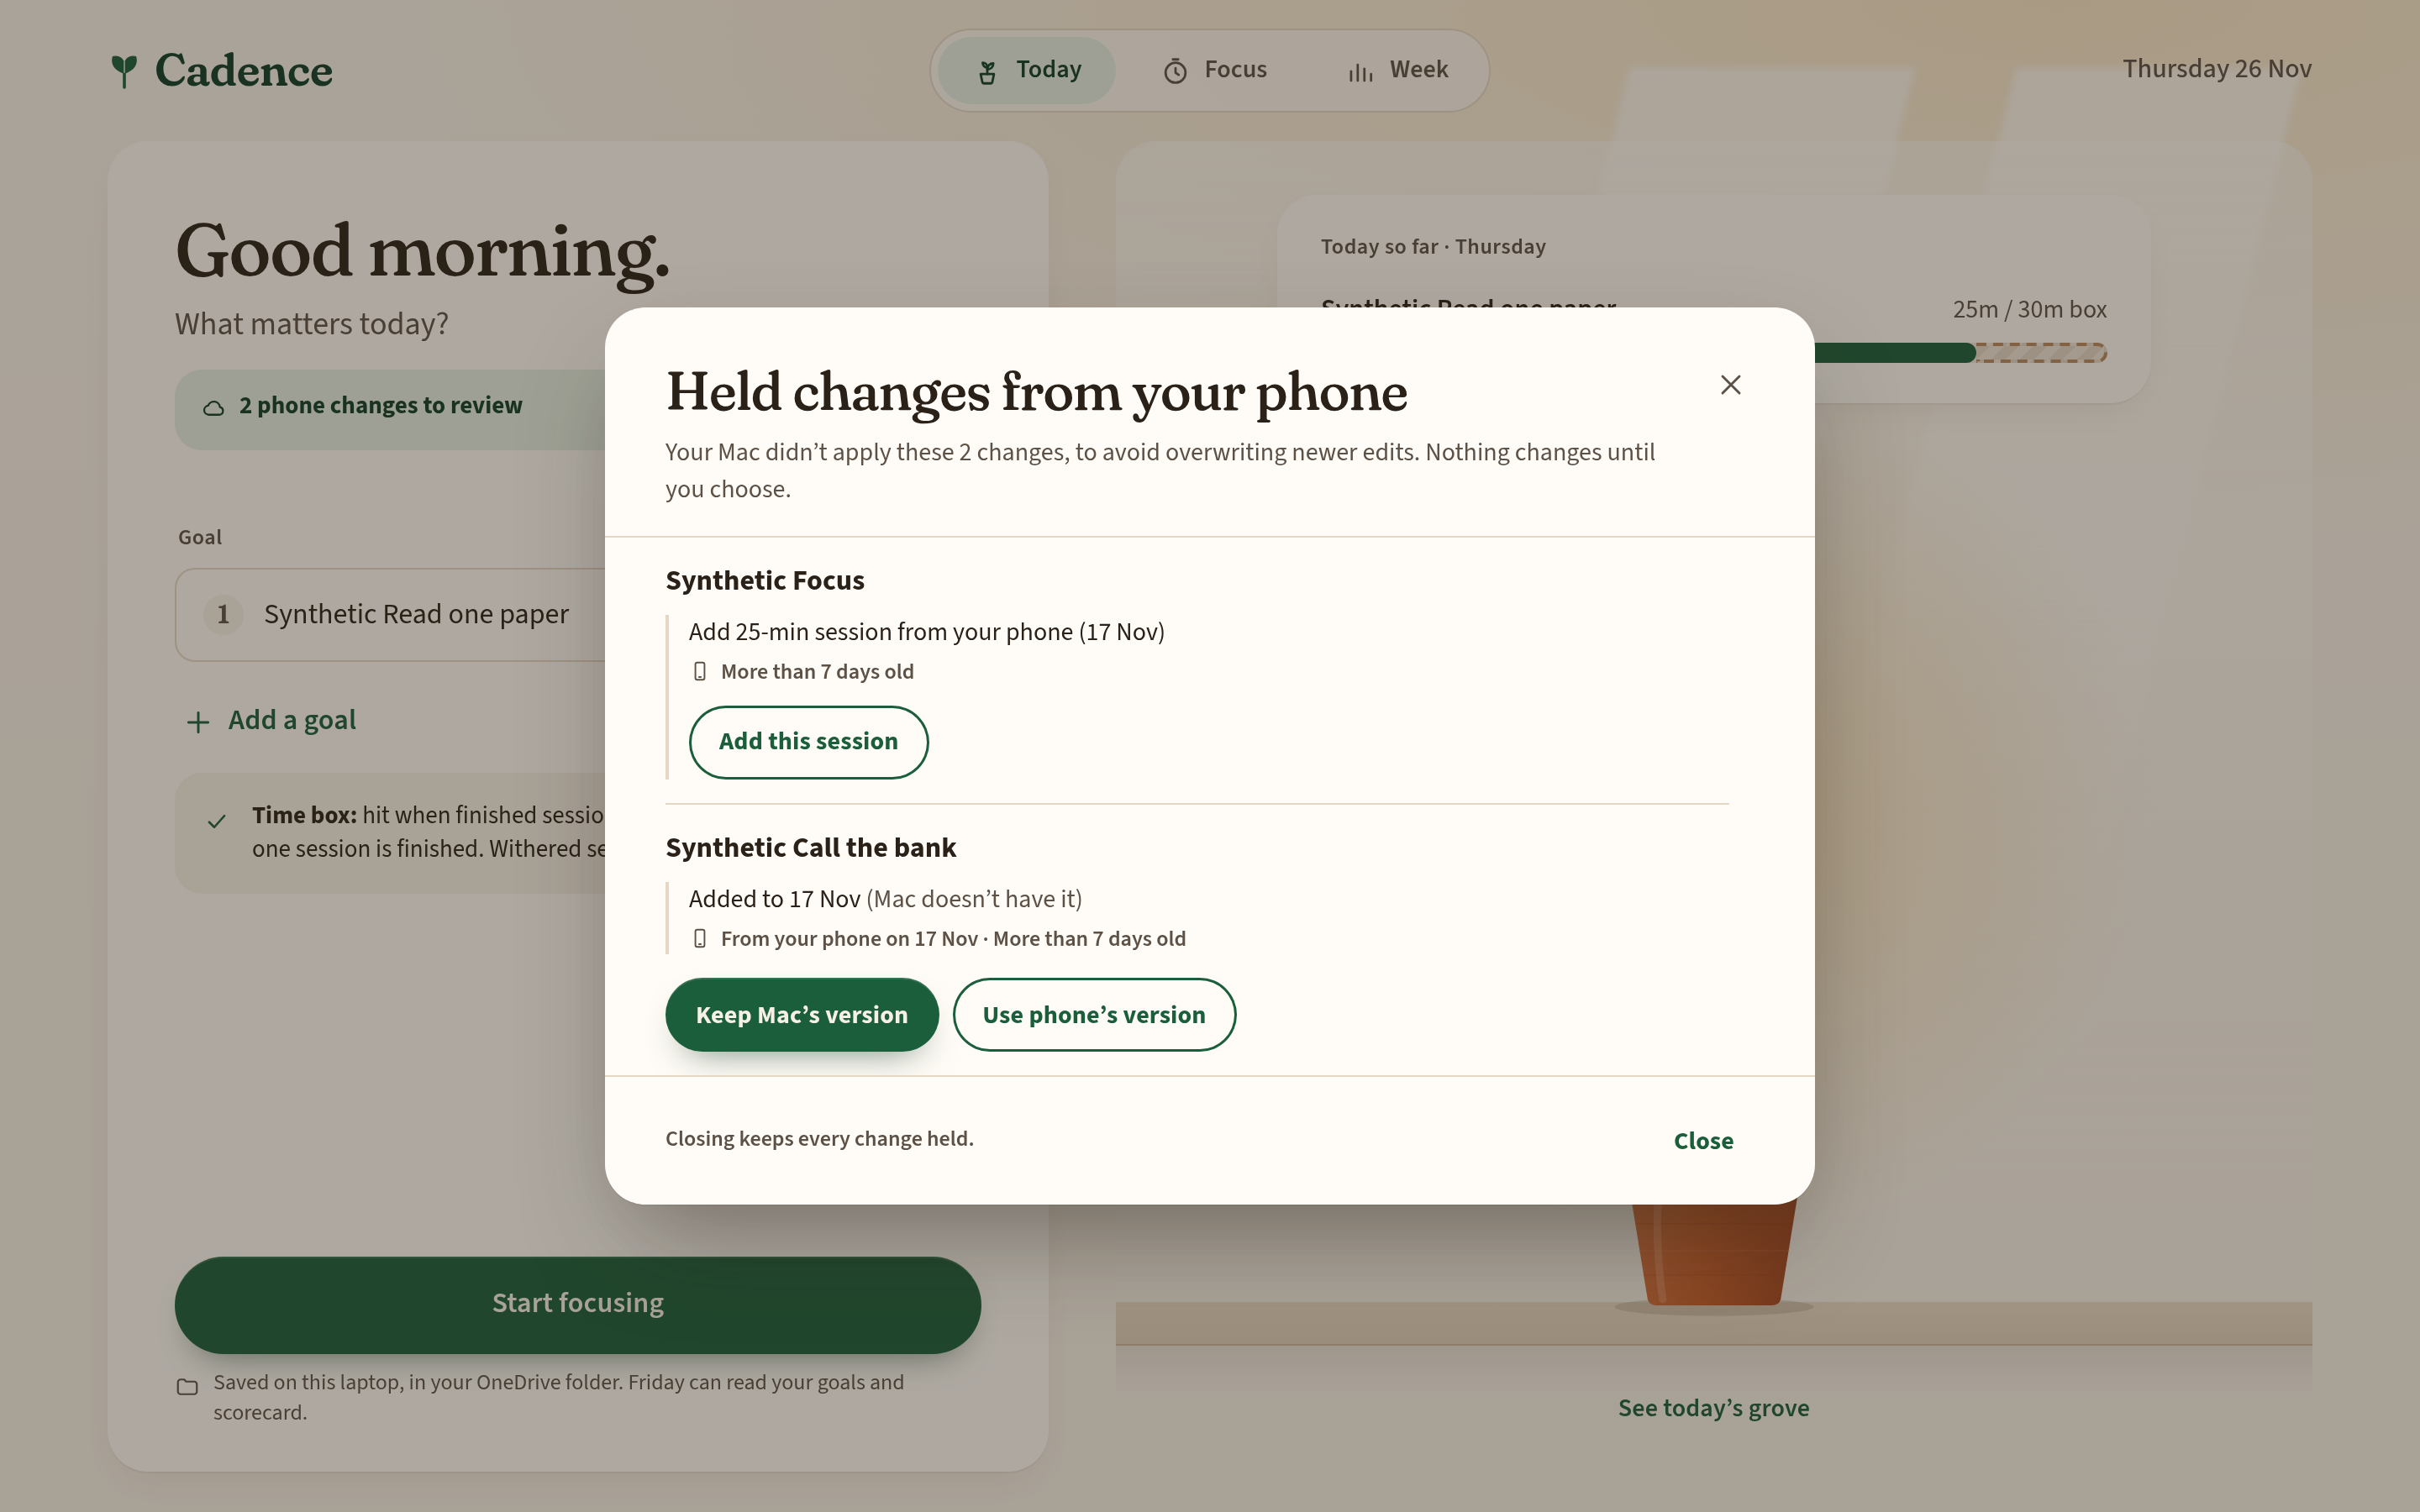 Cadence
Today
Focus
Week
Thursday 26 Nov
Good morning.
What matters today?
2 phone changes to review
Goal
1 Synthetic Read one paper
Add a goal
Time box: hit when finished sessio
one session is finished. Withered se
Start focusing
Saved on this laptop, in your OneDrive folder. Friday can read your goals and
scorecard.
Today so far · Thursday
Synthetic Read one paper
25m / 30m box
See today’s grove
Held changes from your phone
Your Mac didn’t apply these 2 changes, to avoid overwriting newer edits. Nothing changes until
you choose.
Synthetic Focus
Add 25-min session from your phone (17 Nov)
More than 7 days old
Add this session
Synthetic Call the bank
Added to 17 Nov (Mac doesn’t have it)
From your phone on 17 Nov · More than 7 days old
Keep Mac’s version
Use phone’s version
Closing keeps every change held.
Close